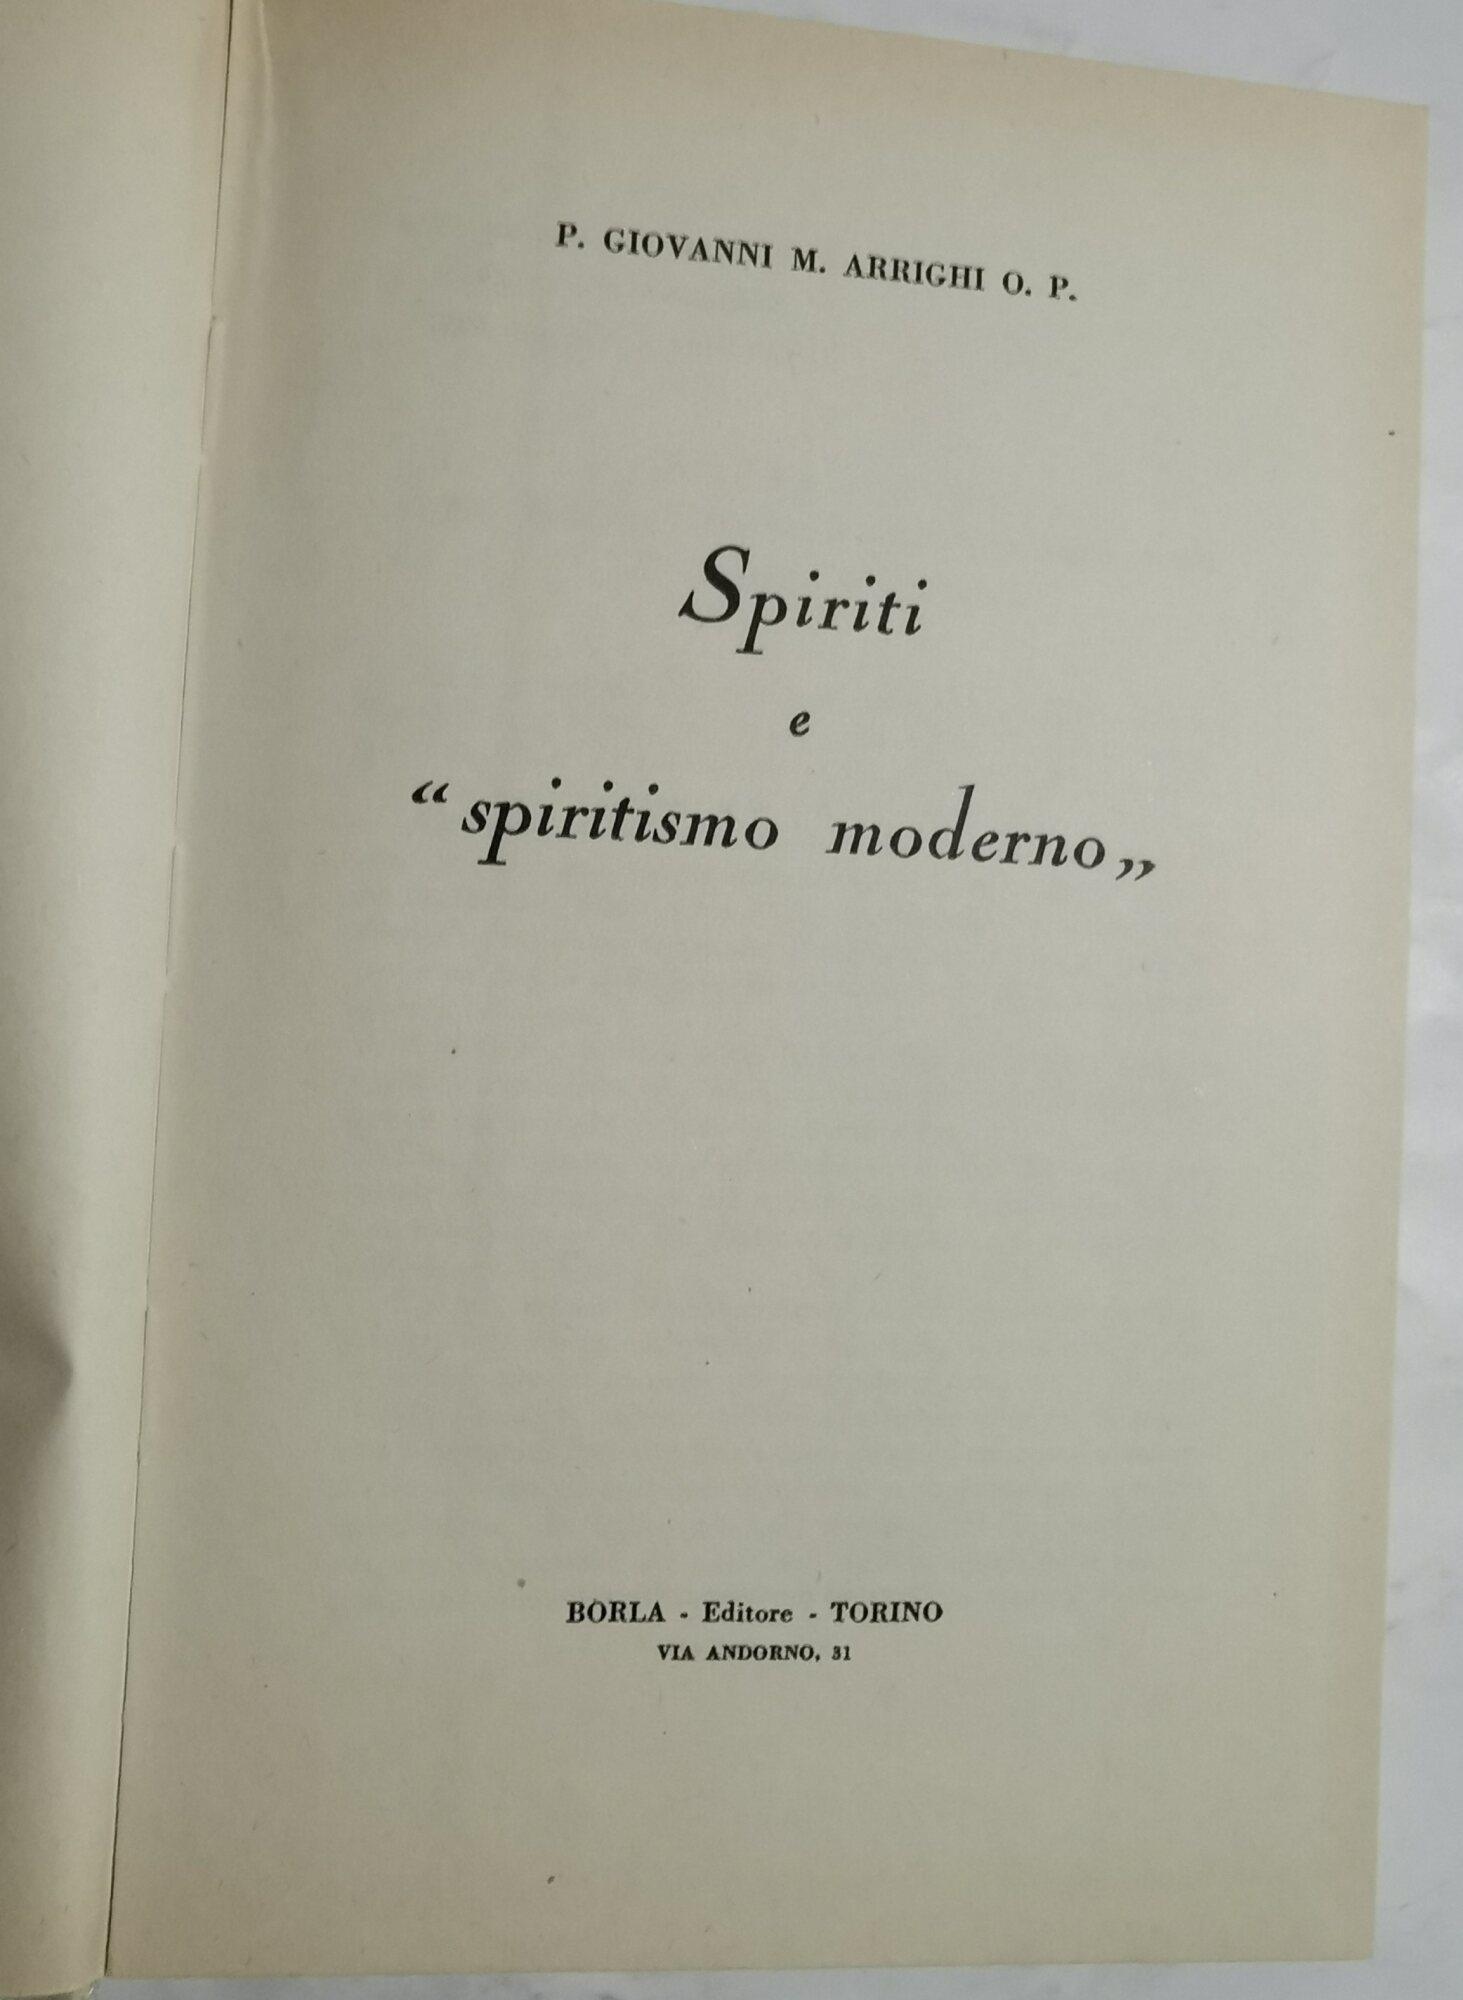 P. GIOVANNI M. ARRIGHI O. P.
Spiriti
e
“ spiritismo moderno „
BORLA - Editore - TORINO
VIA ANDORNO, 31